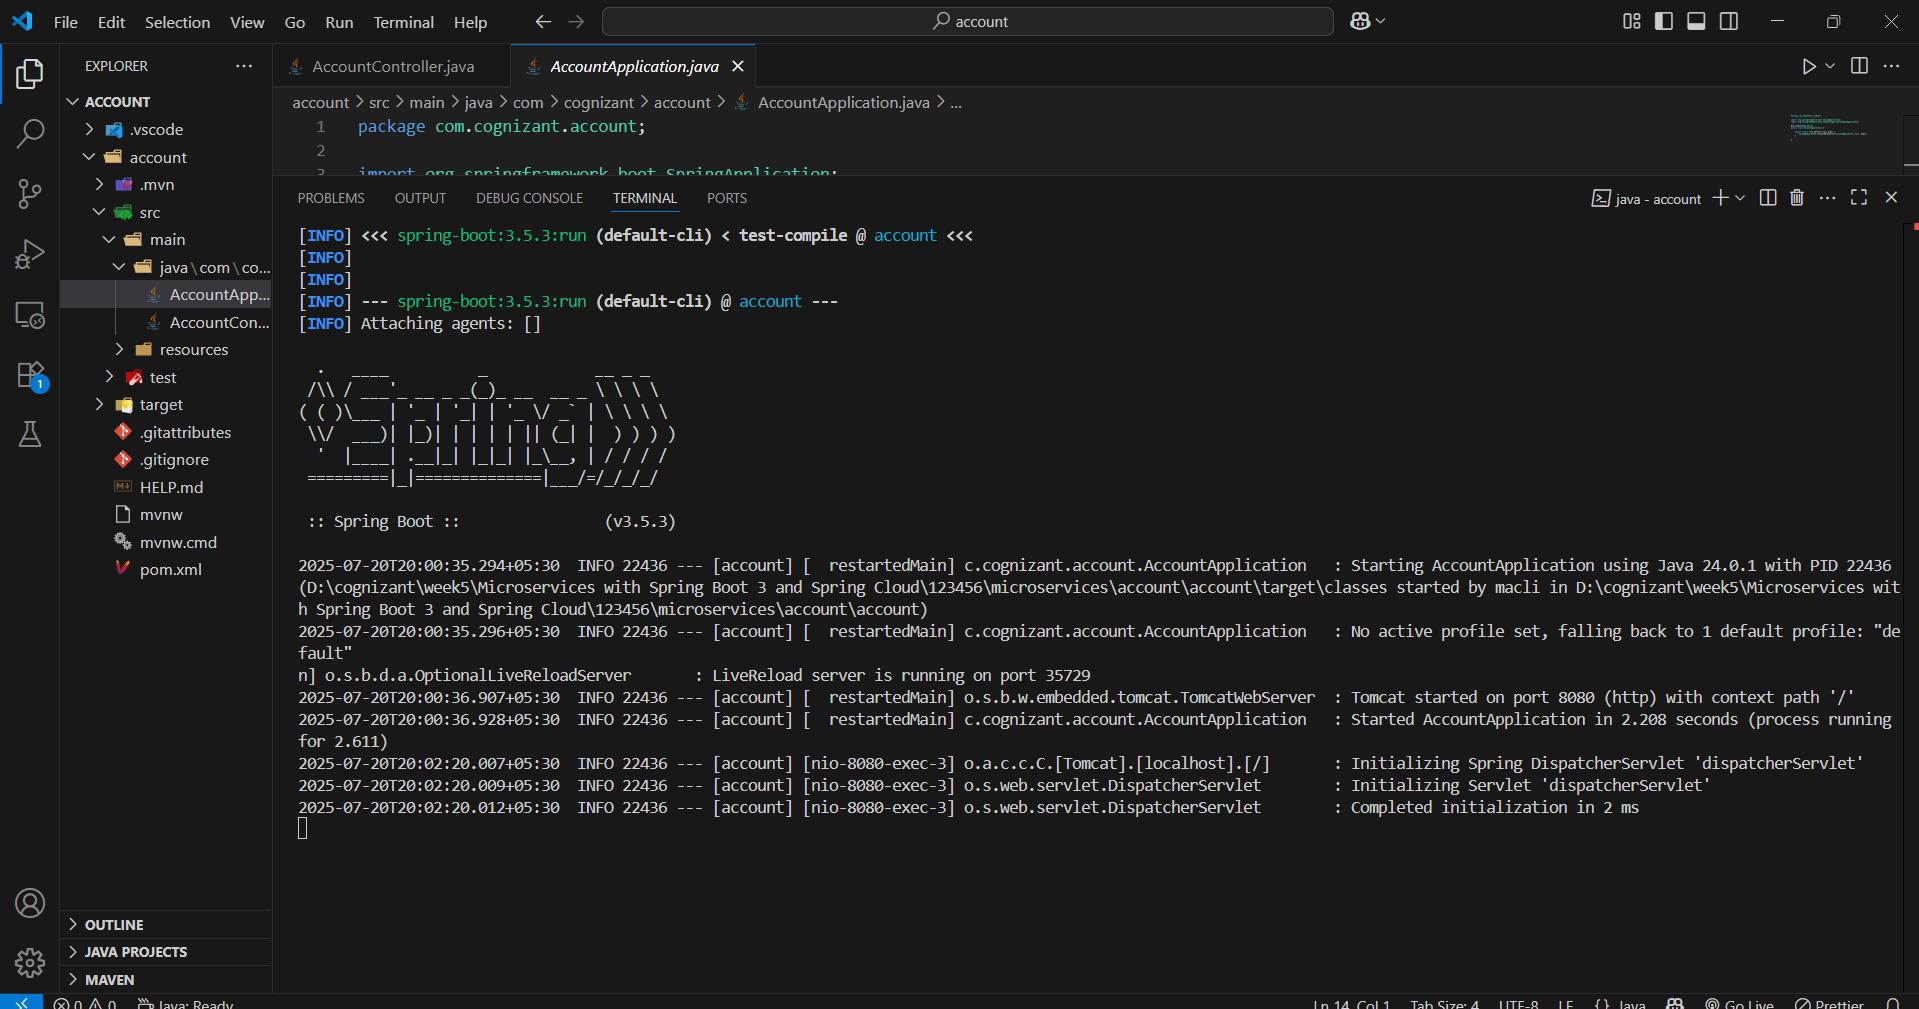 File Edit Selection View Go Run Terminal Help
account
EXPLORER
ACCOUNT
.vscode
account
.mvn
src
main
java\com\co...
AccountApp...
AccountCon...
resources
test
target
.gitattributes
.gitignore
HELP.md
mvnw
mvnw.cmd
pom.xml
OUTLINE
JAVA PROJECTS
MAVEN
1
AccountController.java
AccountApplication.java
account > src > main > java > com > cognizant > account > AccountApplication.java > ...
1 package com.cognizant.account;
2
3 import org.springframework.boot.SpringApplication;
PROBLEMS OUTPUT DEBUG CONSOLE TERMINAL PORTS
java - account
[INFO] <<< spring-boot:3.5.3:run (default-cli) < test-compile @ account <<<
[INFO]
[INFO]
[INFO] --- spring-boot:3.5.3:run (default-cli) @ account ---
[INFO] Attaching agents: []
Spring
:: Spring Boot :: (v3.5.3)
2025-07-20T20:00:35.294+05:30 INFO 22436 --- [account] [ restartedMain] c.cognizant.account.AccountApplication : Starting AccountApplication using Java 24.0.1 with PID 22436
(D:\cognizant\week5\Microservices with Spring Boot 3 and Spring Cloud\123456\microservices\account\account\target\classes started by macli in D:\cognizant\week5\Microservices wit
h Spring Boot 3 and Spring Cloud\123456\microservices\account\account)
2025-07-20T20:00:35.296+05:30 INFO 22436 --- [account] [ restartedMain] c.cognizant.account.AccountApplication : No active profile set, falling back to 1 default profile: "de
fault"
n] o.s.b.d.a.OptionalLiveReloadServer : LiveReload server is running on port 35729
2025-07-20T20:00:36.907+05:30 INFO 22436 --- [account] [ restartedMain] o.s.b.w.embedded.tomcat.TomcatWebServer : Tomcat started on port 8080 (http) with context path '/'
2025-07-20T20:00:36.928+05:30 INFO 22436 --- [account] [ restartedMain] c.cognizant.account.AccountApplication : Started AccountApplication in 2.208 seconds (process running
for 2.611)
2025-07-20T20:02:20.007+05:30 INFO 22436 --- [account] [nio-8080-exec-3] o.a.c.c.C.[Tomcat].[localhost].[/] : Initializing Spring DispatcherServlet 'dispatcherServlet'
2025-07-20T20:02:20.009+05:30 INFO 22436 --- [account] [nio-8080-exec-3] o.s.web.servlet.DispatcherServlet : Initializing Servlet 'dispatcherServlet'
2025-07-20T20:02:20.012+05:30 INFO 22436 --- [account] [nio-8080-exec-3] o.s.web.servlet.DispatcherServlet : Completed initialization in 2 ms
0 0 Java: Ready Ln 14, Col 1 Tab Size: 4 UTF-8 LF {} Java Go Live Prettier